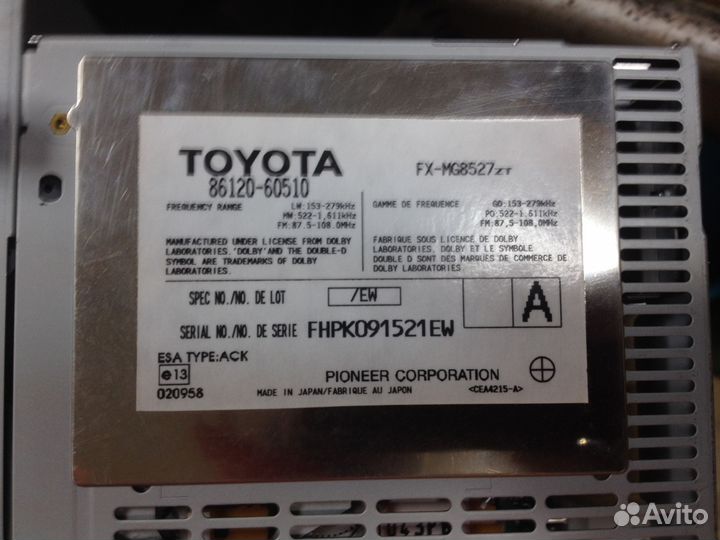 TOYOTA
86120-60510
FX-MG8527ZT
FREQUENCY RANGE LW:153-279kHz
MW:522-1,611kHz
FM:87.5-108.0MHz
GAMME DE FREQUENCE GO:153-279kHz
PO:522-1,611kHz
FM:87,5-108,0MHz
MANUFACTURED UNDER LICENSE FROM DOLBY
LABORATORIES. 'DOLBY' AND THE DOUBLE-D
SYMBOL ARE TRADEMARKS OF DOLBY
LABORATORIES.
FABRIQUE SOUS LICENCE DE DOLBY
LABORATORIES. DOLBY ET LE SYMBOLE
DOUBLE D SONT DES MARQUES DE COMMERCE DE
DOLBY LABORATORIES.
SPEC NO./NO. DE LOT /EW
A
SERIAL NO./NO. DE SERIE FHPK091521EW
ESA TYPE:ACK
e13
020958
PIONEER CORPORATION
MADE IN JAPAN/FABRIQUE AU JAPON <CEA4215-A>
Avito